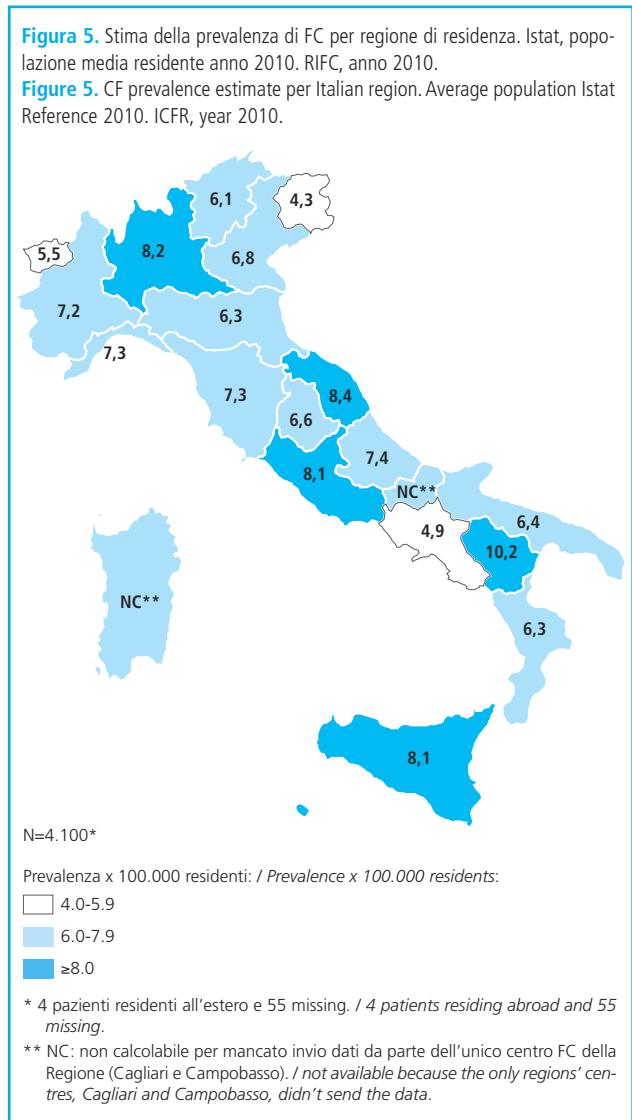 Figura 5. Stima della prevalenza di FC per regione di residenza. Istat, popo-
lazione media residente anno 2010. RIFC, anno 2010.
Figure 5. CF prevalence estimate per Italian region. Average population Istat
Reference 2010. ICFR, year 2010.
6,1
4,3
5,5
8,2
6,8
7,2
6,3
7,3
7,3
8,4
6,6
7,4
8,1
NC**
4,9
6,4
10,2
NC**
6,3
8,1
N=4.100*
Prevalenza x 100.000 residenti: / Prevalence x 100.000 residents:
4.0-5.9
6.0-7.9
≥8.0
* 4 pazienti residenti all'estero e 55 missing. / 4 patients residing abroad and 55
missing.
** NC: non calcolabile per mancato invio dati da parte dell'unico centro FC della
Regione (Cagliari e Campobasso). / not available because the only regions' cen-
tres, Cagliari and Campobasso, didn't send the data.